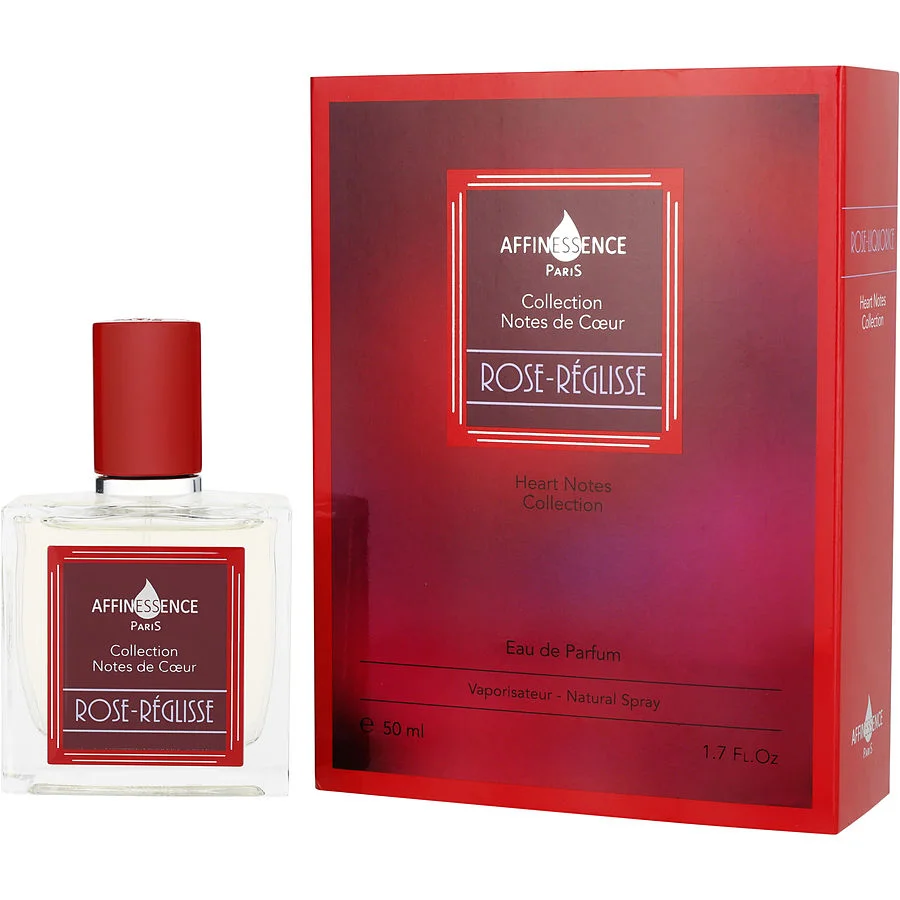 AFFINESSENCE
PARIS
Collection
Notes de Cœur
ROSE-RÉGLISSE
Heart Notes
Collection
Eau de Parfum
Vaporisateur - Natural Spray
e 50 ml
1.7 FL.OZ
ROSE-LIQUORICE
Heart Notes
Collection
AFFINESSENCE
PARIS
AFFINESSENCE
PARIS
Collection
Notes de Cœur
ROSE-RÉGLISSE